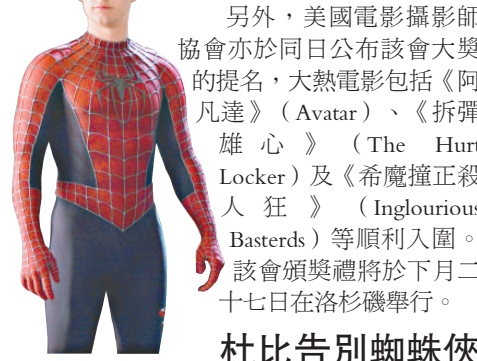 另外，美國電影攝影師
協會亦於同日公布該會大獎
的提名，大熱電影包括《阿
凡達》（Avatar）、《拆彈
雄心》（The Hurt
Locker）及《希魔撞正殺
人狂》（Inglourious
Basterds）等順利入圍。
該會頒獎禮將於下月二
十七日在洛杉磯舉行。
杜比告別蜘蛛俠